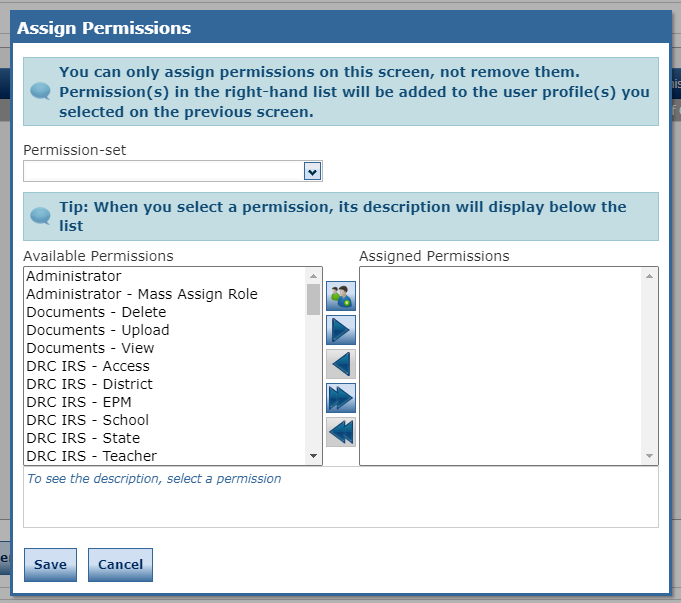 Assign Permissions
You can only assign permissions on this screen, not remove them.
Permission(s) in the right-hand list will be added to the user profile(s) you
selected on the previous screen.
Permission-set
Tip: When you select a permission, its description will display below the
list
Available Permissions
Assigned Permissions
Administrator
Administrator - Mass Assign Role
Documents - Delete
Documents - Upload
Documents - View
DRC IRS - Access
DRC IRS - District
DRC IRS - EPM
DRC IRS - School
DRC IRS - State
DRC IRS - Teacher
To see the description, select a permission
Save
Cancel